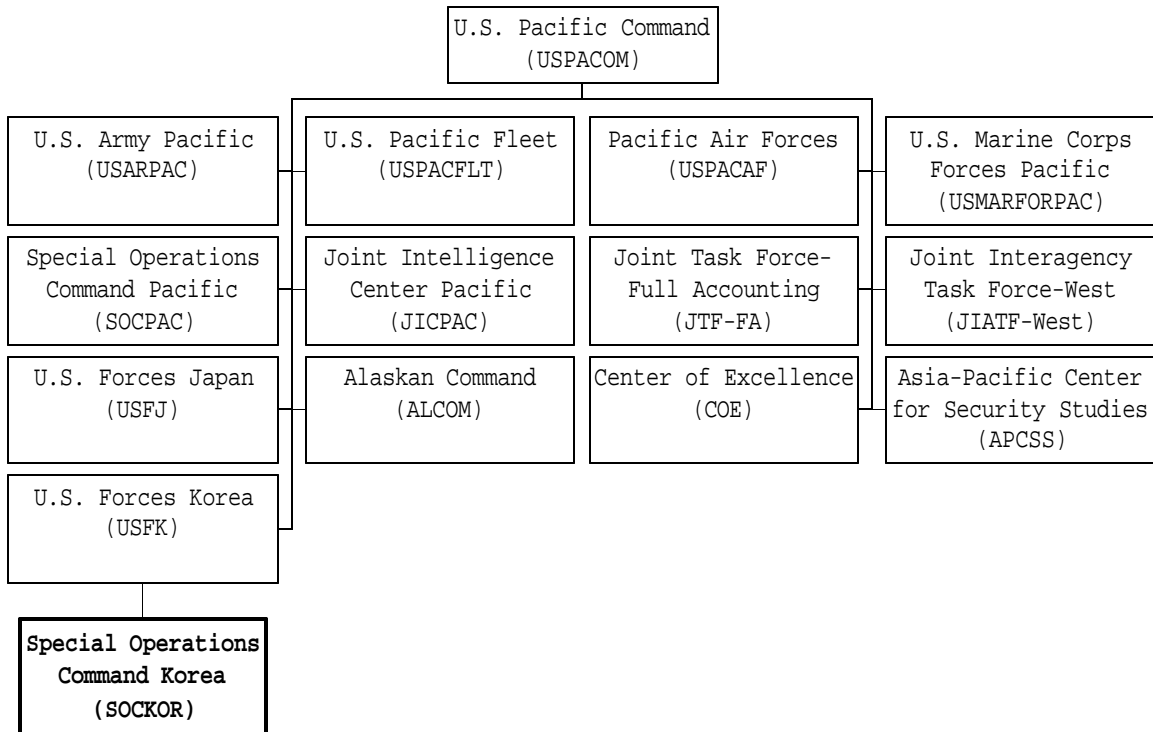 U.S. Pacific Command
(USPACOM)
U.S. Army Pacific
(USARPAC)
U.S. Pacific Fleet
(USPACFLT)
Pacific Air Forces
(USPACAF)
U.S. Marine Corps
Forces Pacific
(USMARFORPAC)
Special Operations
Command Pacific
(SOCPAC)
Joint Intelligence
Center Pacific
(JICPAC)
Joint Task Force-
Full Accounting
(JTF-FA)
Joint Interagency
Task Force-West
(JIATF-West)
U.S. Forces Japan
(USFJ)
Alaskan Command
(ALCOM)
Center of Excellence
(COE)
Asia-Pacific Center
for Security Studies
(APCSS)
U.S. Forces Korea
(USFK)
Special Operations
Command Korea
(SOCKOR)